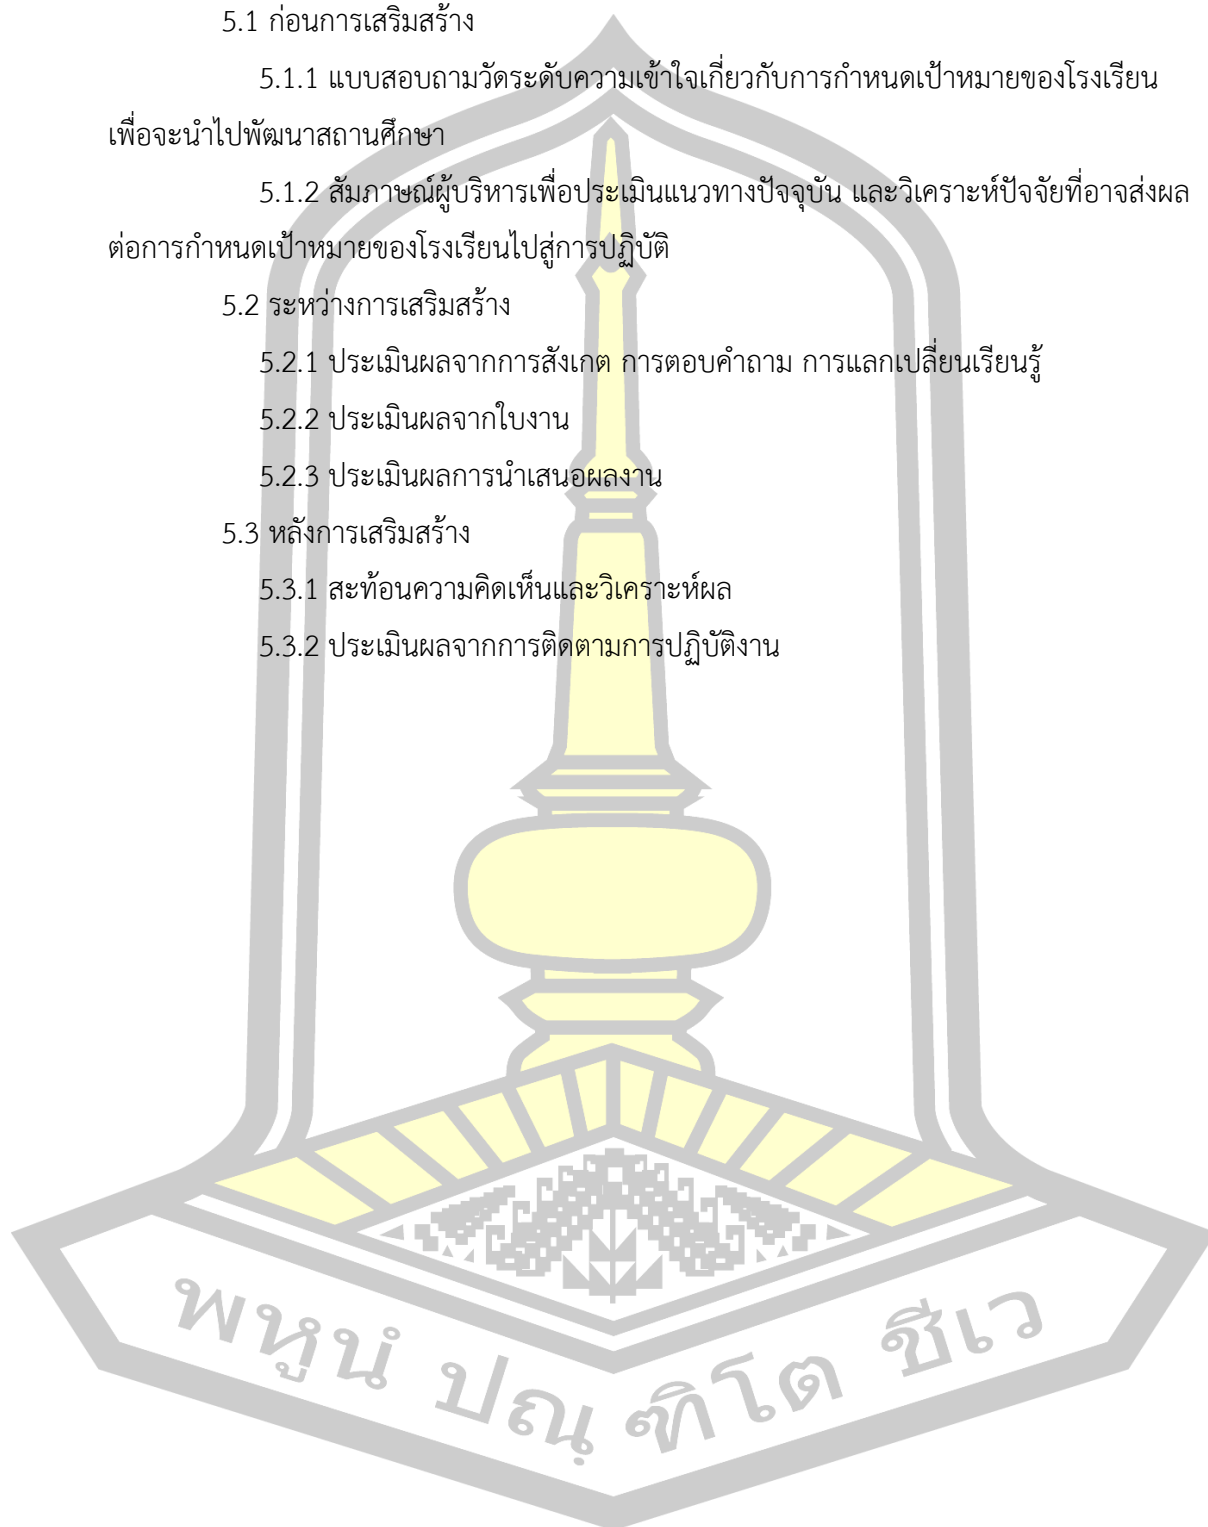 5.1 ก่อนการเสริมสร้าง
5.1.1 แบบสอบถามวัดระดับความเข้าใจเกี่ยวกับการกำหนดเป้าหมายของโรงเรียน
เพื่อจะนำไปพัฒนาสถานศึกษา
5.1.2 สัมภาษณ์ผู้บริหารเพื่อประเมินแนวทางปัจจุบัน และวิเคราะห์ปัจจัยที่อาจส่งผล
ต่อการกำหนดเป้าหมายของโรงเรียนไปสู่การปฏิบัติ
5.2 ระหว่างการเสริมสร้าง
5.2.1 ประเมินผลจากการสังเกต การตอบคำถาม การแลกเปลี่ยนเรียนรู้
5.2.2 ประเมินผลจากใบงาน
5.2.3 ประเมินผลการนำเสนอผลงาน
5.3 หลังการเสริมสร้าง
5.3.1 สะท้อนความคิดเห็นและวิเคราะห์ผล
5.3.2 ประเมินผลจากการติดตามการปฏิบัติงาน
พหูนํ ปณฺ ฑิโต ชีเว